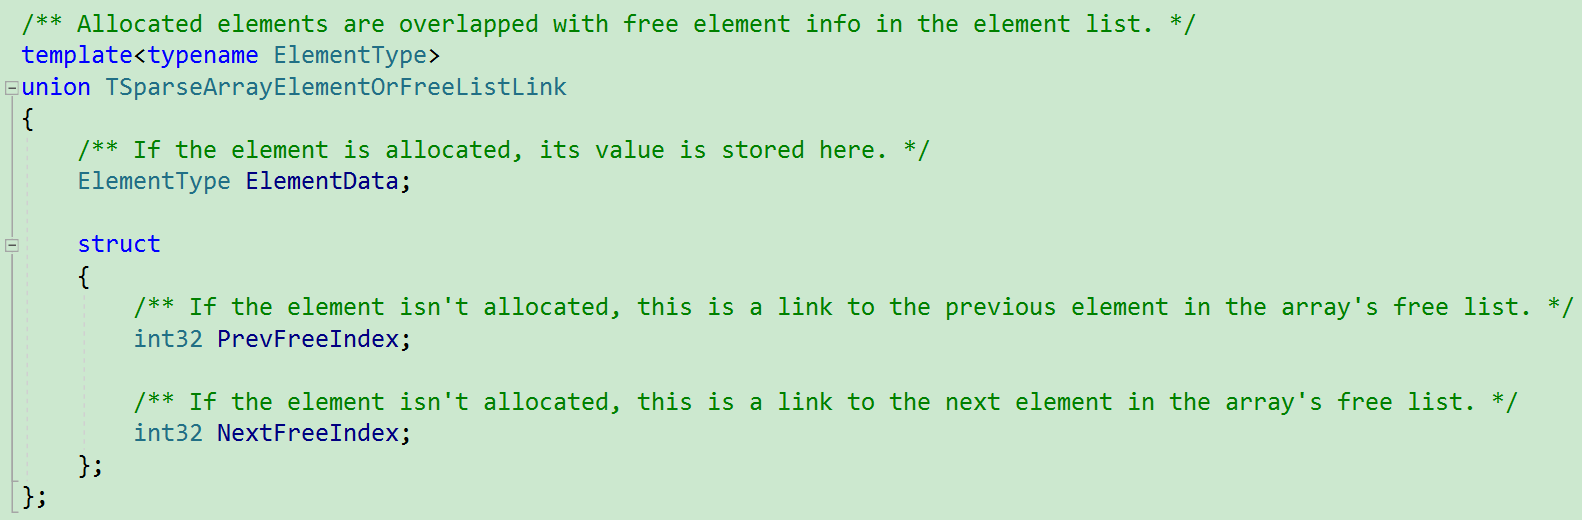 /** Allocated elements are overlapped with free element info in the element list. */
template<typename ElementType>
union TSparseArrayElementOrFreeListLink
{
/** If the element is allocated, its value is stored here. */
ElementType ElementData;
struct
{
/** If the element isn't allocated, this is a link to the previous element in the array's free list. */
int32 PrevFreeIndex;
/** If the element isn't allocated, this is a link to the next element in the array's free list. */
int32 NextFreeIndex;
};
};